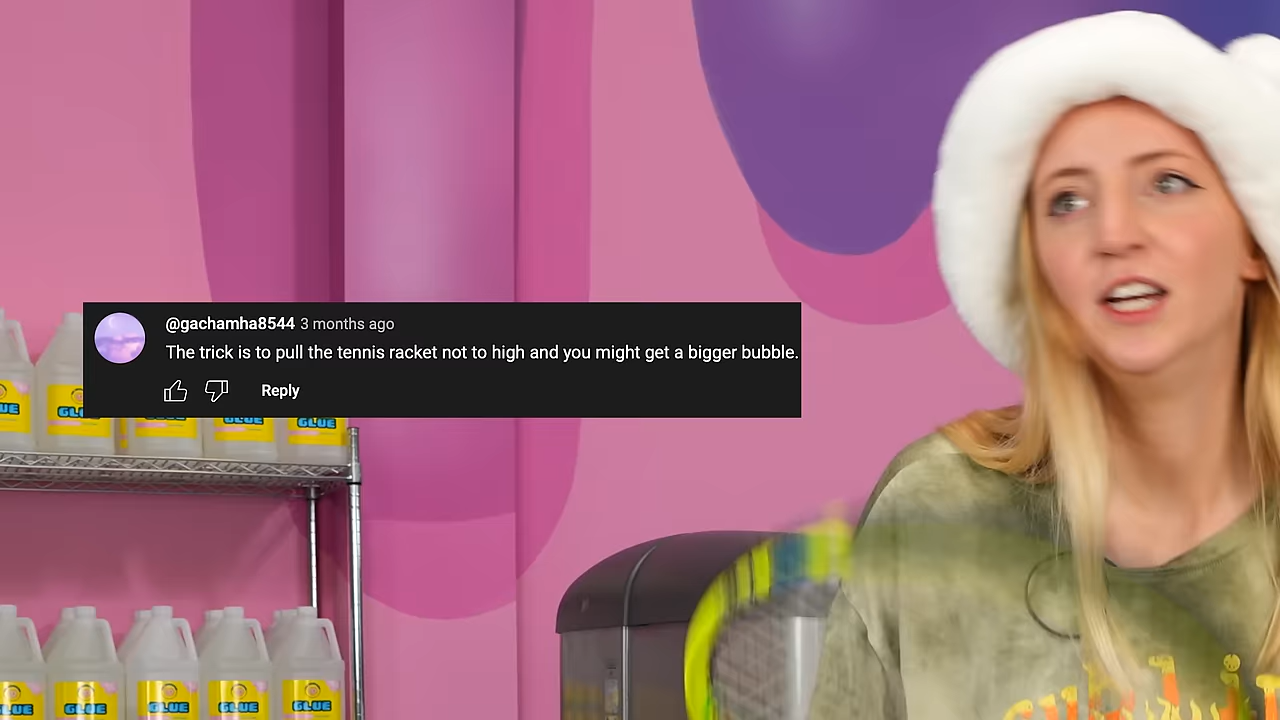 @gachamha8544 3 months ago
The trick is to pull the tennis racket not to high and you might get a bigger bubble.
Reply
GLUE
GLUE
GLUE
GLUE
GLUE
GLUE
GLUE
GLUE